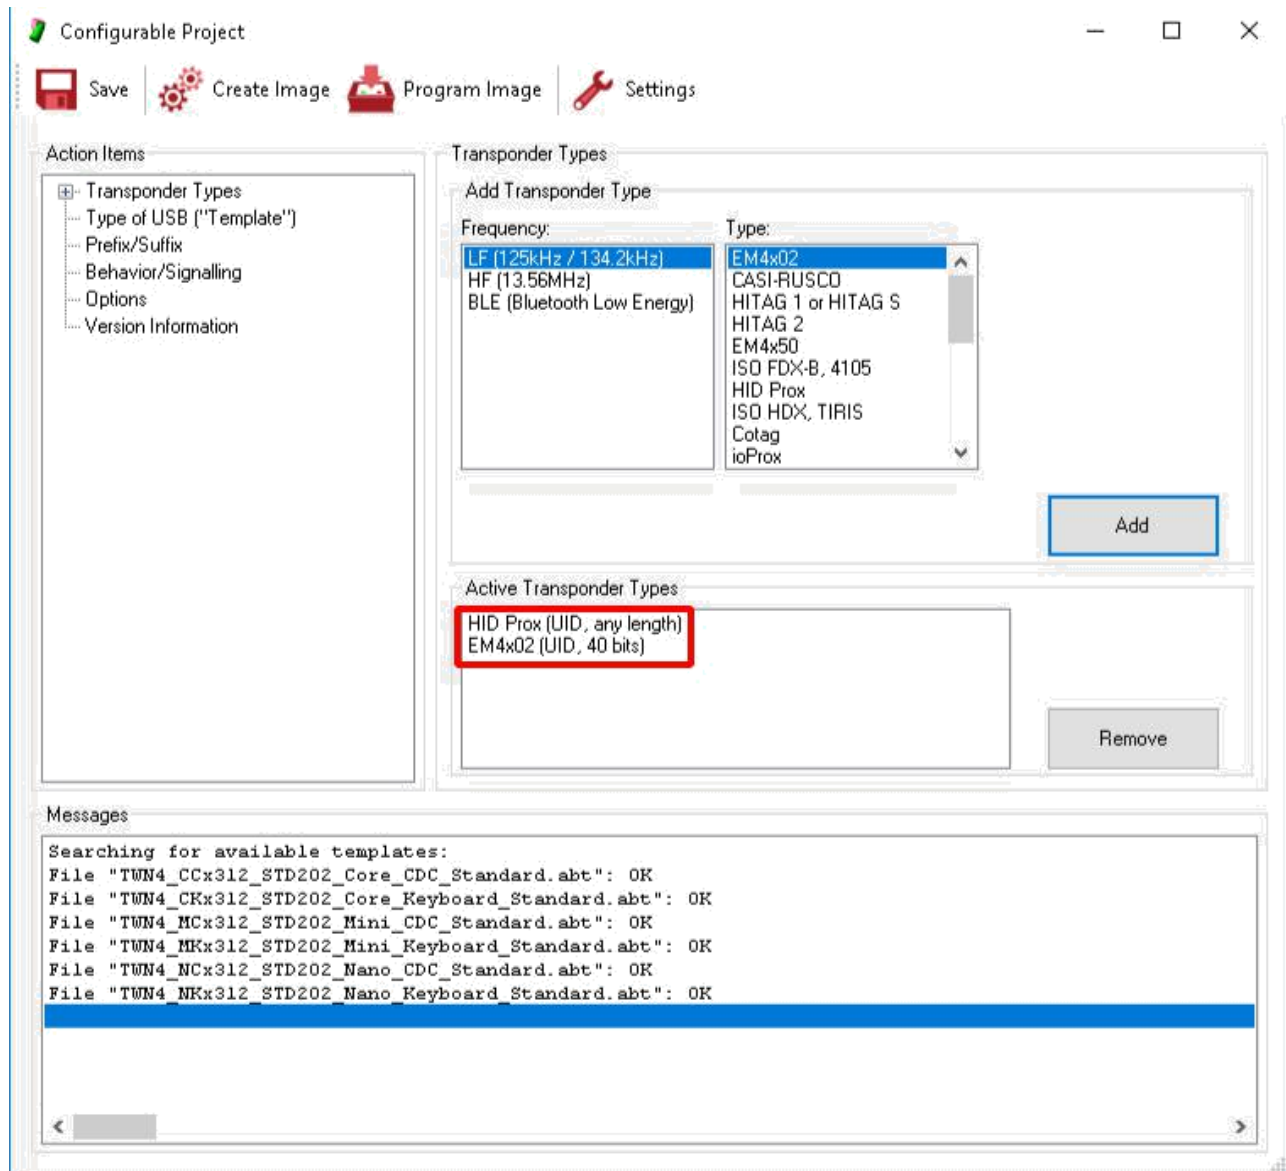 Configurable Project
Save
Create Image
Program Image
Settings
Action Items
Transponder Types
Type of USB ("Template")
Prefix/Suffix
Behavior/Signalling
Options
Version Information
Transponder Types
Add Transponder Type
Frequency:
LF (125kHz / 134.2kHz)
HF (13.56MHz)
BLE (Bluetooth Low Energy)
Type:
EM4x02
CASI-RUSCO
HITAG 1 or HITAG S
HITAG 2
EM4x50
ISO FDX-B, 4105
HID Prox
ISO HDX, TIRIS
Cotag
ioProx
Add
Active Transponder Types
HID Prox (UID, any length)
EM4x02 (UID, 40 bits)
Remove
Messages
Searching for available templates:
File "TWN4_CCx312_STD202_Core_CDC_Standard.abt": OK
File "TWN4_CKx312_STD202_Core_Keyboard_Standard.abt": OK
File "TWN4_MCx312_STD202_Mini_CDC_Standard.abt": OK
File "TWN4_MKx312_STD202_Mini_Keyboard_Standard.abt": OK
File "TWN4_NCx312_STD202_Nano_CDC_Standard.abt": OK
File "TWN4_NKx312_STD202_Nano_Keyboard_Standard.abt": OK